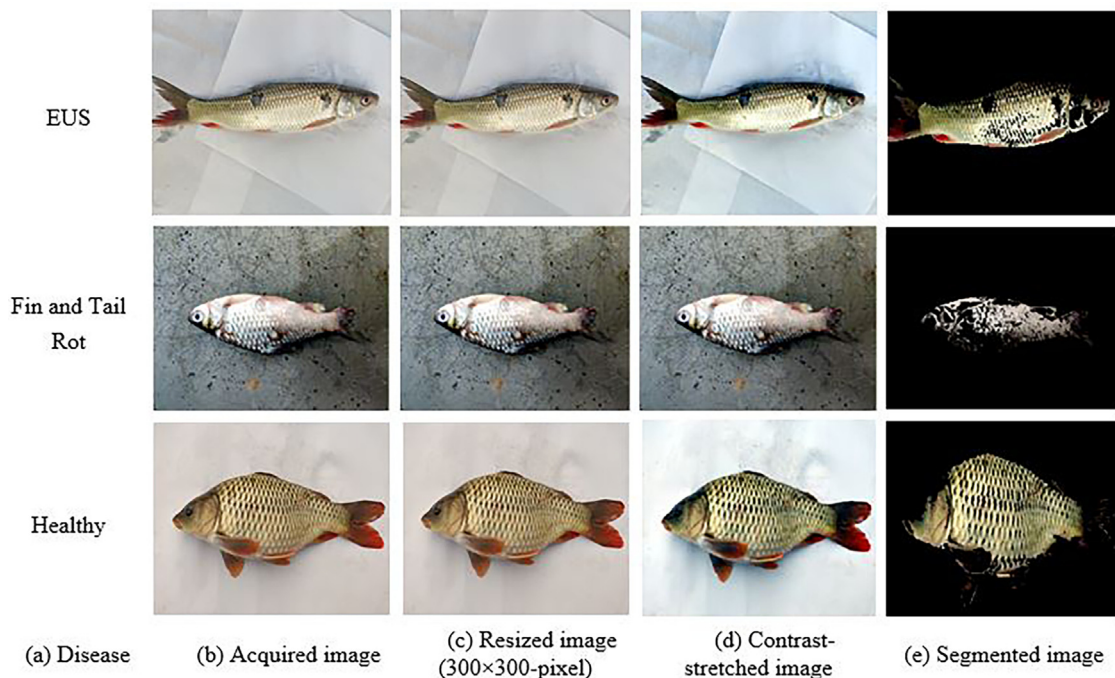 EUS
Fin and Tail
Rot
Healthy
(a) Disease
(b) Acquired image
(c) Resized image
(300×300-pixel)
(d) Contrast-
stretched image
(e) Segmented image